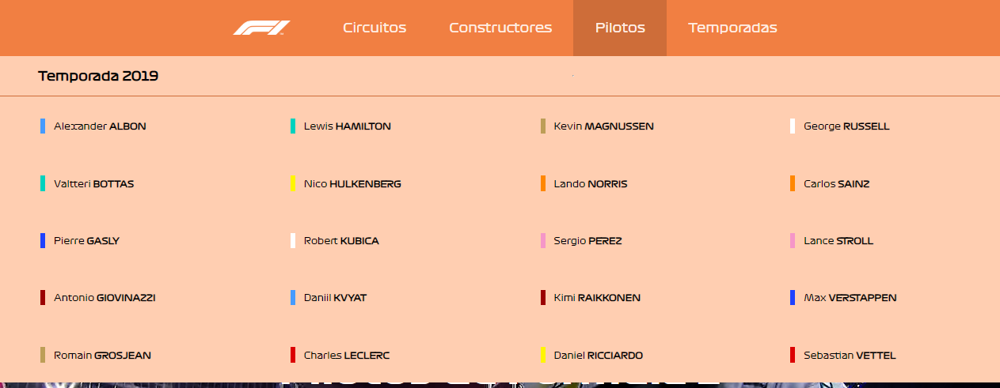 F1 Circuitos Constructores Pilotos Temporadas
Temporada 2019
Alexander ALBON Lewis HAMILTON Kevin MAGNUSSEN George RUSSELL
Valtteri BOTTAS Nico HULKENBERG Lando NORRIS Carlos SAINZ
Pierre GASLY Robert KUBICA Sergio PEREZ Lance STROLL
Antonio GIOVINAZZI Daniil KVYAT Kimi RAIKKONEN Max VERSTAPPEN
Romain GROSJEAN Charles LECLERC Daniel RICCIARDO Sebastian VETTEL